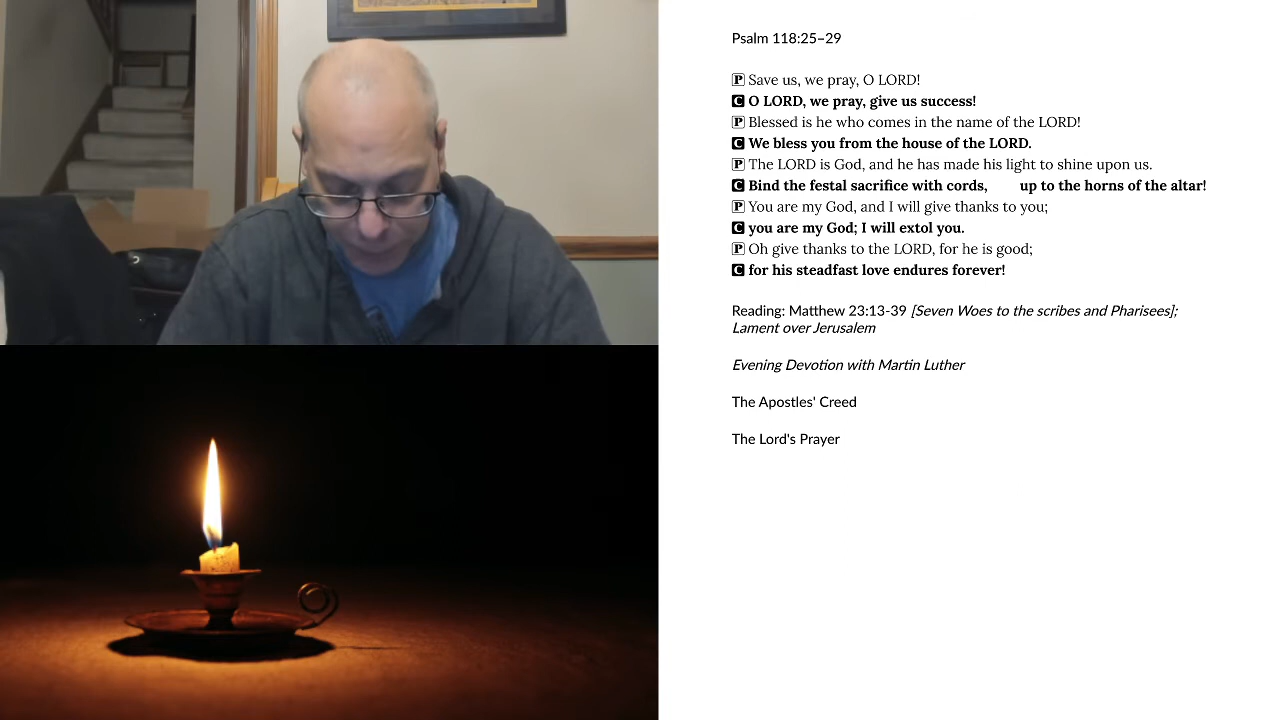 Psalm 118:25–29
P Save us, we pray, O LORD!
C O LORD, we pray, give us success!
P Blessed is he who comes in the name of the LORD!
C We bless you from the house of the LORD.
P The LORD is God, and he has made his light to shine upon us.
C Bind the festal sacrifice with cords, up to the horns of the altar!
P You are my God, and I will give thanks to you;
C you are my God; I will extol you.
P Oh give thanks to the LORD, for he is good;
C for his steadfast love endures forever!
Reading: Matthew 23:13-39 [Seven Woes to the scribes and Pharisees];
Lament over Jerusalem
Evening Devotion with Martin Luther
The Apostles' Creed
The Lord's Prayer